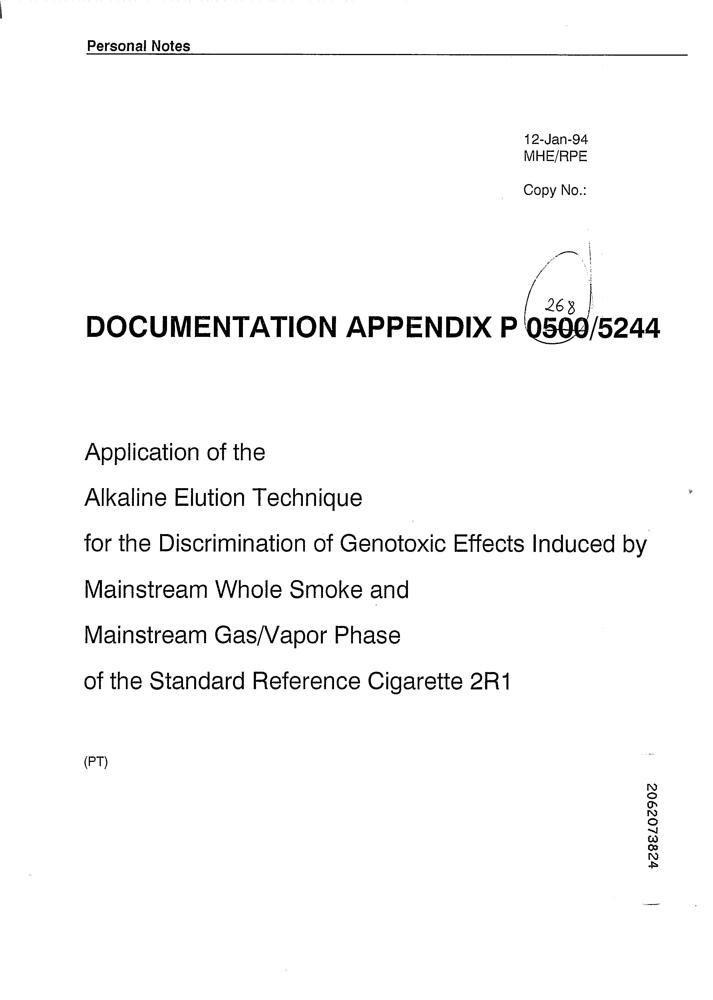 Personal Notes
12-Jan-94
MHE/RPE
Copy No.:
268
DOCUMENTATION APPENDIX P 0500/5244
Application of the
Alkaline Elution Technique
for the Discrimination of Genotoxic Effects Induced by
Mainstream Whole Smoke and
Mainstream Gas/Vapor Phase
of the Standard Reference Cigarette 2R1
(PT)
2062073824